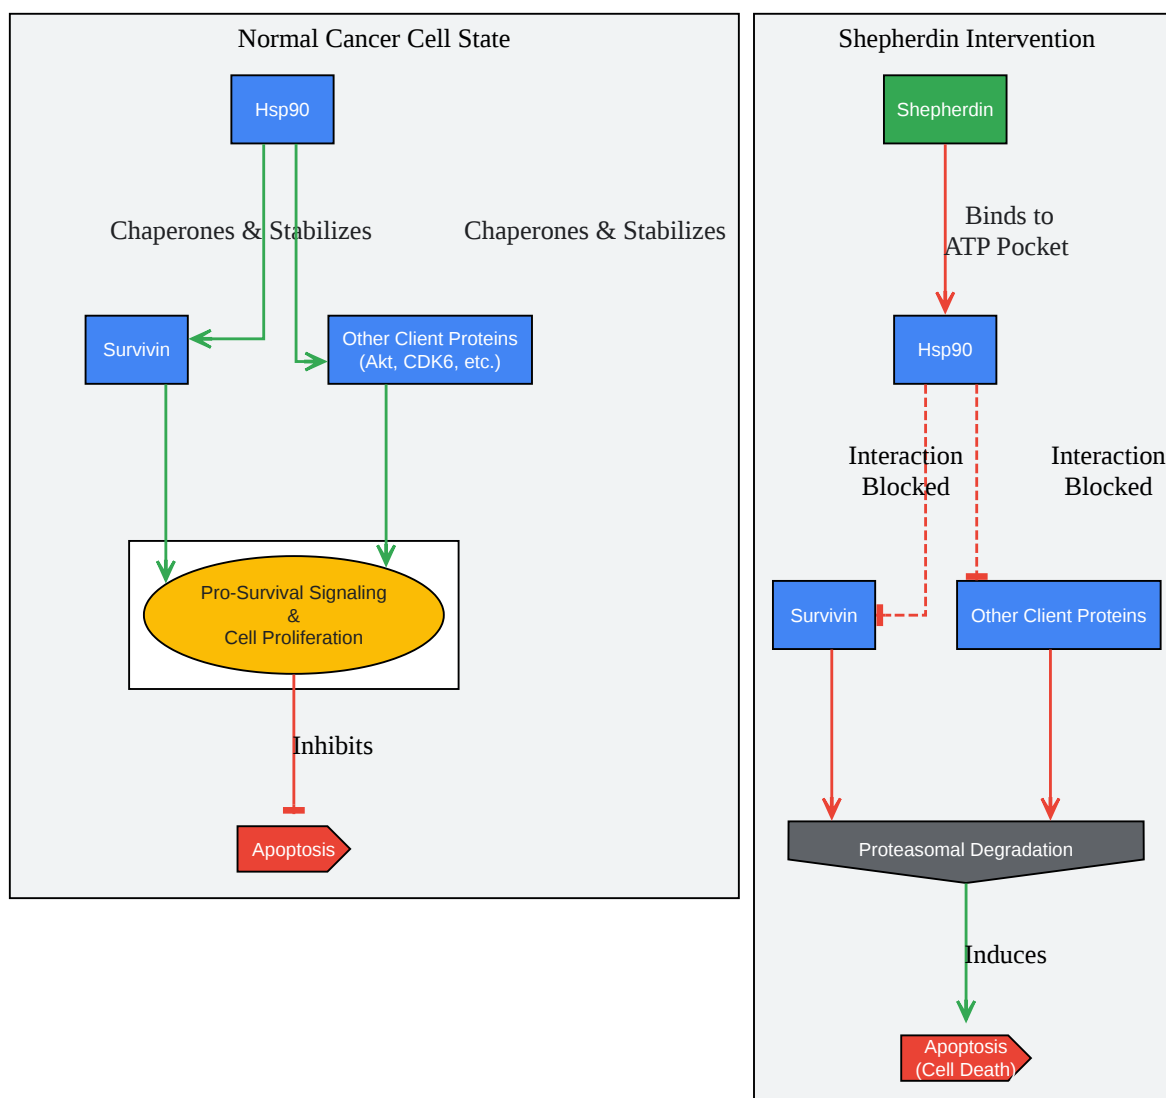 Normal Cancer Cell State
Hsp90
Chaperones & Stabilizes
Chaperones & Stabilizes
Survivin
Other Client Proteins
(Akt, CDK6, etc.)
Pro-Survival Signaling
&
Cell Proliferation
Inhibits
Apoptosis
Shepherdin Intervention
Shepherdin
Binds to
ATP Pocket
Hsp90
Interaction
Blocked
Interaction
Blocked
Survivin
Other Client Proteins
Proteasomal Degradation
Induces
Apoptosis
(Cell Death)